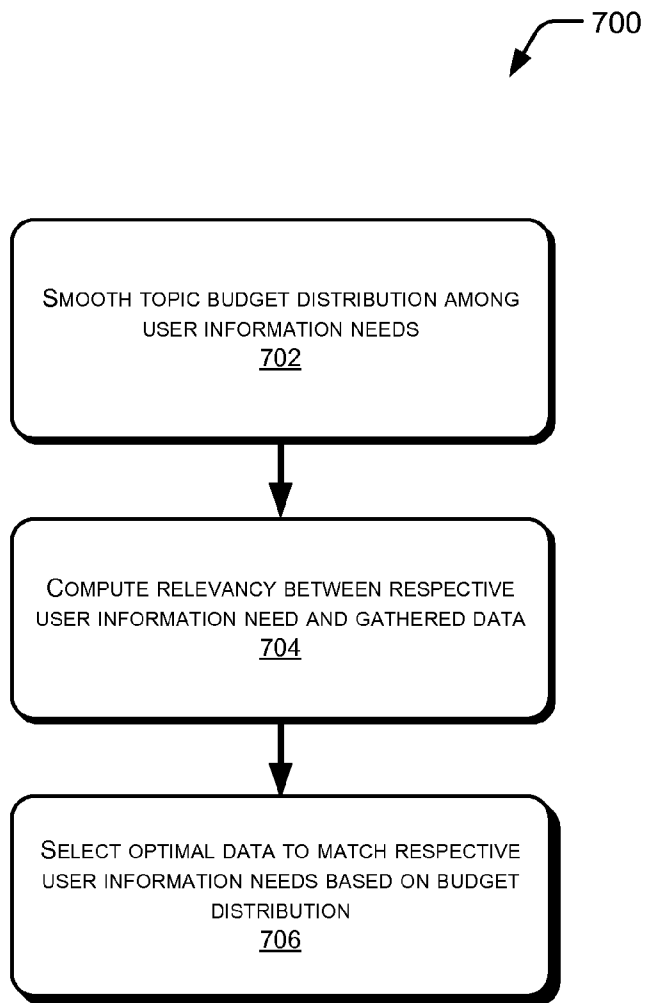 700
SMOOTH TOPIC BUDGET DISTRIBUTION AMONG
USER INFORMATION NEEDS
702
COMPUTE RELEVANCY BETWEEN RESPECTIVE
USER INFORMATION NEED AND GATHERED DATA
704
SELECT OPTIMAL DATA TO MATCH RESPECTIVE
USER INFORMATION NEEDS BASED ON BUDGET
DISTRIBUTION
706